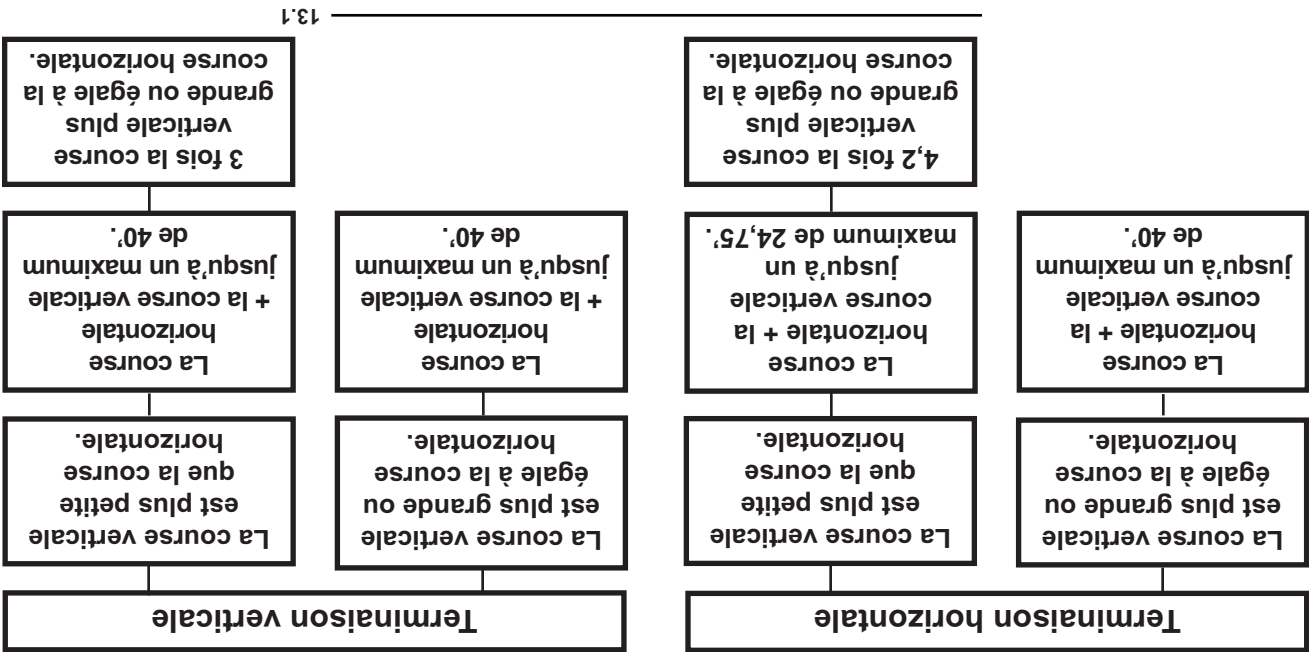 Terminaison horizontale
La course verticale
est plus grande ou
égale à la course
horizontale.
La course
horizontale + la
course verticale
jusqu'à un maximum
de 40'.
La course verticale
est plus petite
que la course
horizontale.
La course
horizontale + la
course verticale
jusqu'à un
maximum de 24,75'.
4,2 fois la course
verticale plus
grande ou égale à la
course horizontale.
Terminaison verticale
La course verticale
est plus grande ou
égale à la course
horizontale.
La course
horizontale
+ la course verticale
jusqu'à un maximum
de 40'.
La course verticale
est plus petite
que la course
horizontale.
La course
horizontale
+ la course verticale
jusqu'à un maximum
de 40'.
3 fois la course
verticale plus
grande ou égale à la
course horizontale.
13.1